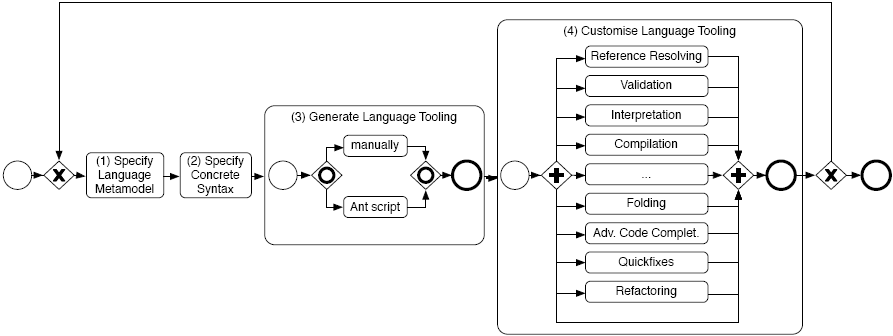 (4) Customise Language Tooling
Reference Resolving
Validation
(3) Generate Language Tooling
Interpretation
manually
Compilation
(1) Specify
Language
Metamodel
(2) Specify
Concrete
Syntax
...
Ant script
Folding
Adv. Code Complet.
Quickfixes
Refactoring